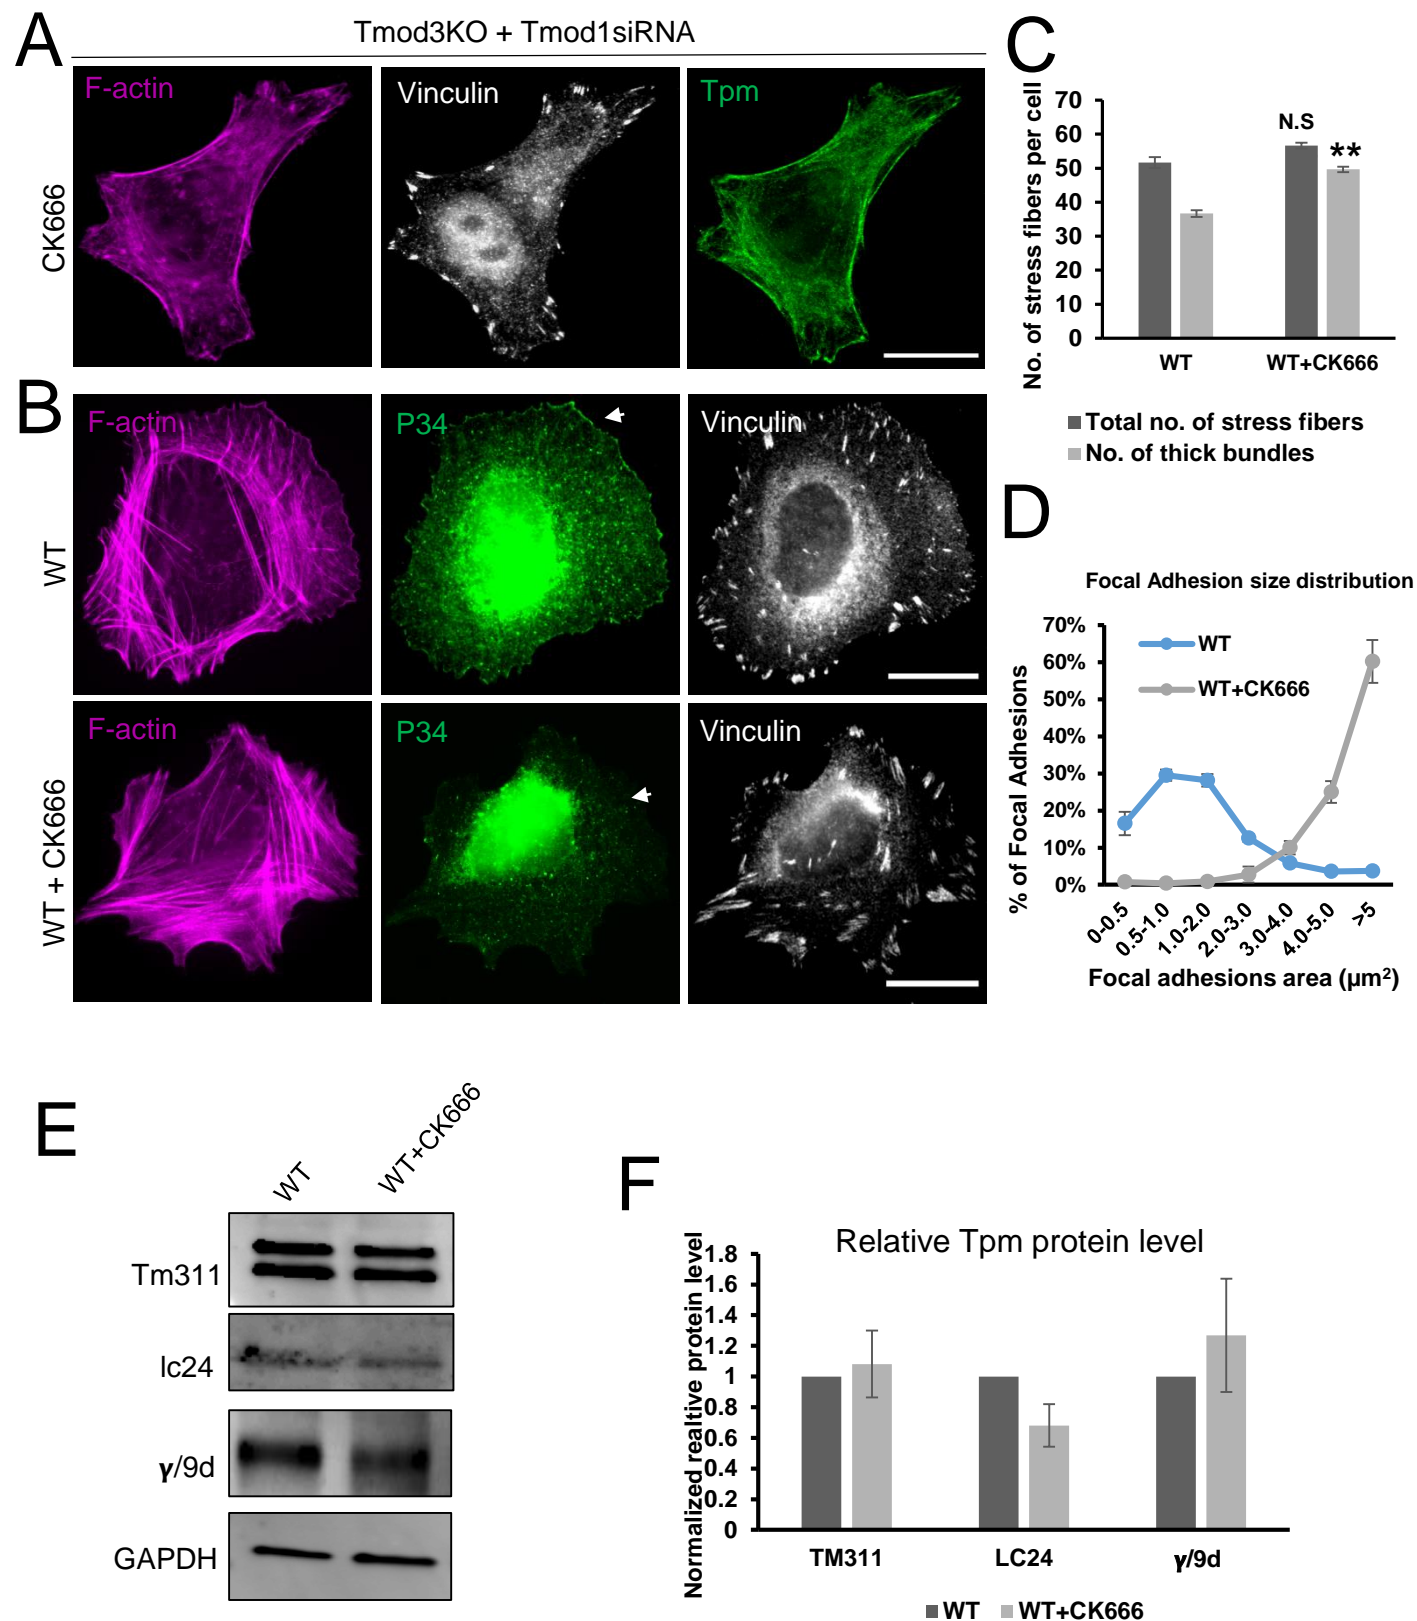 A
Tmod3KO + Tmod1siRNA
F-actin
Vinculin
Tpm
CK666
B
F-actin
P34
Vinculin
WT
F-actin
P34
Vinculin
WT + CK666
C
No. of stress fibers per cell
70
60
50
40
30
20
10
0
N.S
**
WT
WT+CK666
Total no. of stress fibers
No. of thick bundles
D
Focal Adhesion size distribution
% of Focal Adhesions
70%
60%
50%
40%
30%
20%
10%
0%
WT
WT+CK666
0-0.5
0.5-1.0
1.0-2.0
2.0-3.0
3.0-4.0
4.0-5.0
>5
Focal adhesions area (µm²)
E
WT
WT+CK666
Tm311
lc24
γ/9d
GAPDH
F
Relative Tpm protein level
Normalized realtive protein level
1.8
1.6
1.4
1.2
1
0.8
0.6
0.4
0.2
0
TM311
LC24
γ/9d
WT
WT+CK666